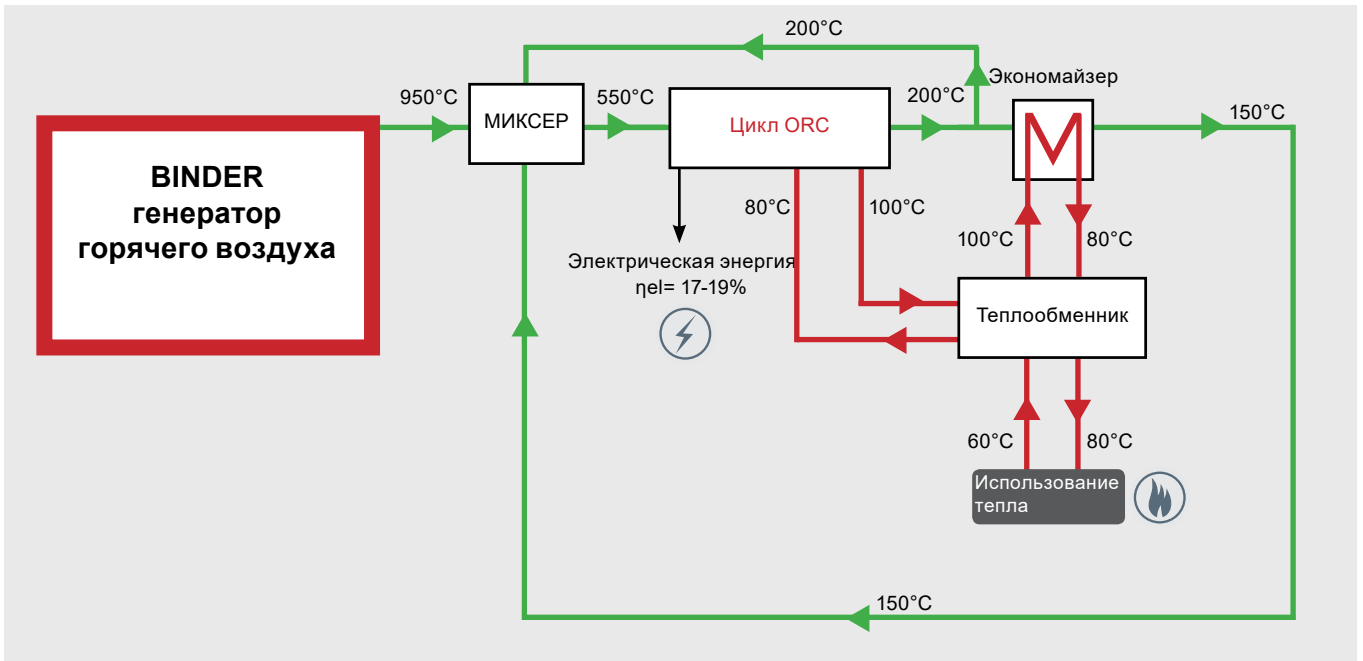 200°C
Экономайзер
950°C
550°C
200°C
150°C
МИКСЕР
Цикл ORC
BINDER
генератор
горячего воздуха
80°C
100°C
100°C
80°C
Электрическая энергия
ηel= 17-19%
Теплообменник
60°C
80°C
Использование
тепла
150°C